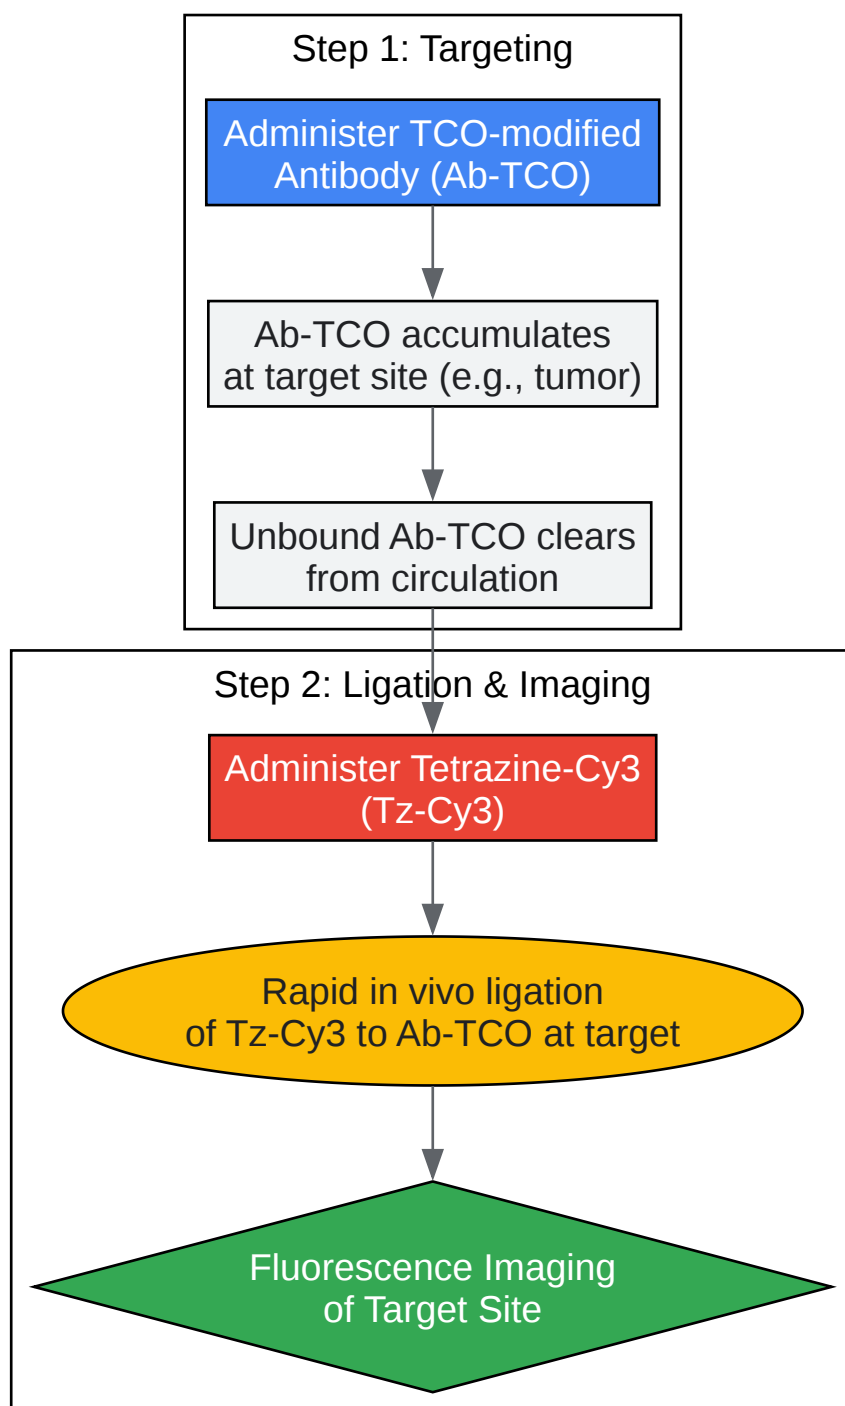 Step 1: Targeting
Administer TCO-modified
Antibody (Ab-TCO)
Ab-TCO accumulates
at target site (e.g., tumor)
Unbound Ab-TCO clears
from circulation
Step 2: Ligation & Imaging
Administer Tetrazine-Cy3
(Tz-Cy3)
Rapid in vivo ligation
of Tz-Cy3 to Ab-TCO at target
Fluorescence Imaging
of Target Site